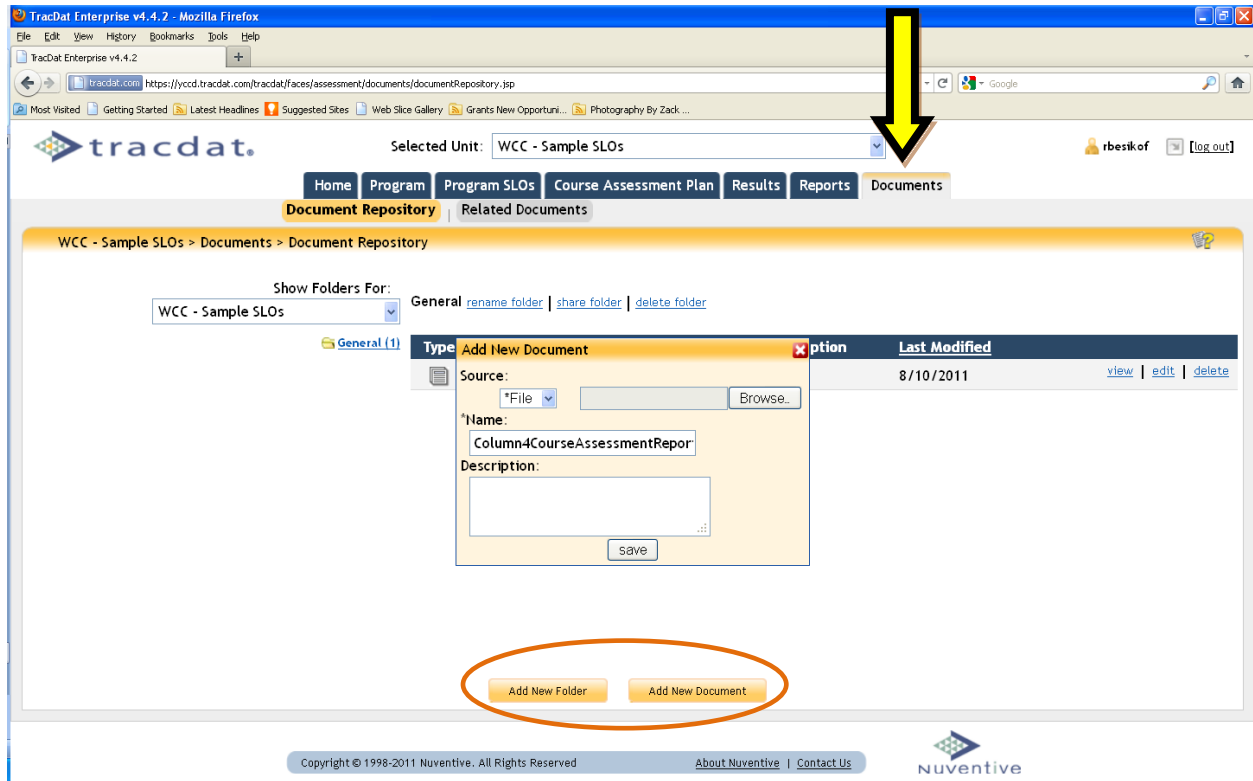 TracDat Enterprise v4.4.2 - Mozilla Firefox
File Edit View History Bookmarks Tools Help
TracDat Enterprise v4.4.2 +
tracdat.com https://yccd.tracdat.com/tracdat/faces/assessment/documents/documentRepository.jsp Google
Most Visited Getting Started Latest Headlines Suggested Sites Web Slice Gallery Grants New Opportuni... Photography By Zack ...
tracdat. Selected Unit: WCC - Sample SLOs rbesikof [log out]
Home Program Program SLOs Course Assessment Plan Results Reports Documents
Document Repository | Related Documents
WCC - Sample SLOs > Documents > Document Repository
Show Folders For:
WCC - Sample SLOs
General rename folder | share folder | delete folder
General (1)
Type ption Last Modified
8/10/2011 view | edit | delete
Add New Document
Source:
*File Browse..
*Name:
Column4CourseAssessmentRepor
Description:
save
Add New Folder Add New Document
Copyright © 1998-2011 Nuventive. All Rights Reserved About Nuventive | Contact Us
Nuventive